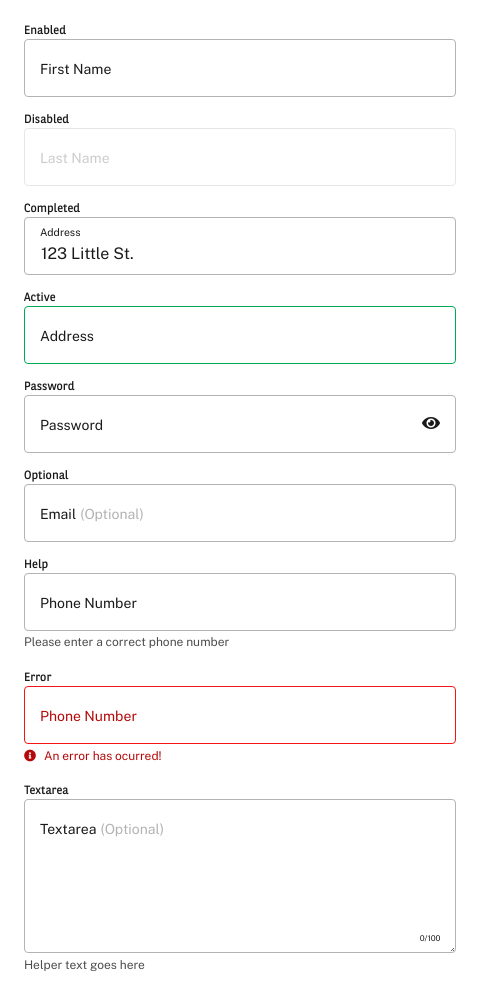 Enabled
First Name
Disabled
Last Name
Completed
Address
123 Little St.
Active
Address
Password
Password
Optional
Email (Optional)
Help
Phone Number
Please enter a correct phone number
Error
Phone Number
An error has ocurred!
Textarea
Textarea (Optional)
0/100
Helper text goes here